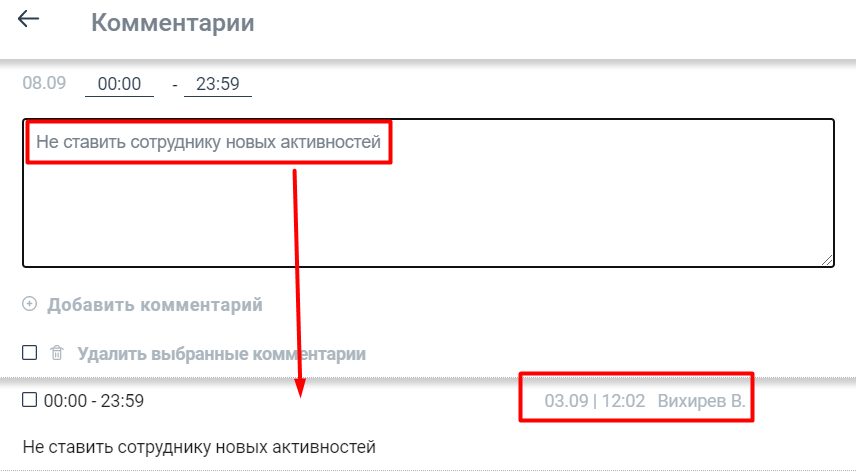 Комментарии
08.09 00:00 - 23:59
Не ставить сотруднику новых активностей
Добавить комментарий
Удалить выбранные комментарии
00:00 - 23:59 03.09 | 12:02 Вихирев В.
Не ставить сотруднику новых активностей